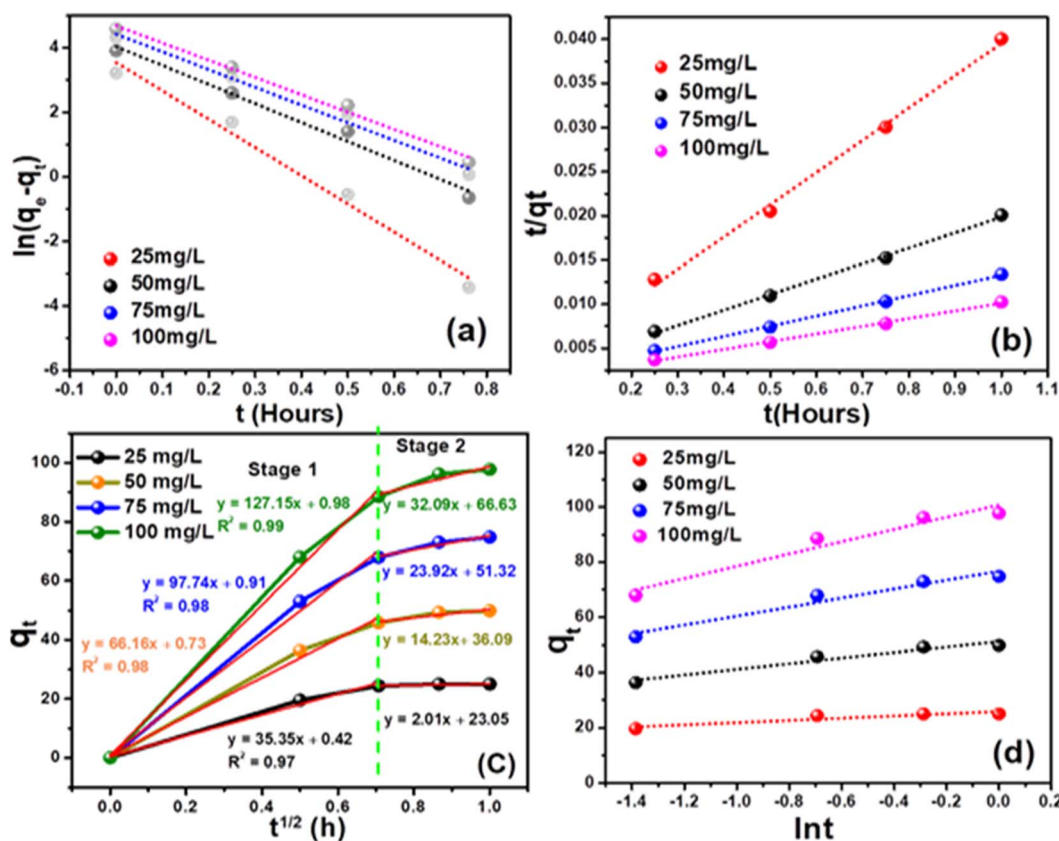 4
2
0
-2
-4
-6
ln(qe-qt)
25mg/L
50mg/L
75mg/L
100mg/L
(a)
-0.1 0.0 0.1 0.2 0.3 0.4 0.5 0.6 0.7 0.8
t (Hours)
0.040
0.035
0.030
0.025
0.020
0.015
0.010
0.005
t/qt
25mg/L
50mg/L
75mg/L
100mg/L
(b)
0.2 0.3 0.4 0.5 0.6 0.7 0.8 0.9 1.0 1.1
t(Hours)
100
80
60
40
20
0
qt
25 mg/L
50 mg/L
75 mg/L
100 mg/L
Stage 1
Stage 2
y = 127.15x + 0.98
R² = 0.99
y = 32.09x + 66.63
y = 97.74x + 0.91
R² = 0.98
y = 23.92x + 51.32
y = 66.16x + 0.73
R² = 0.98
y = 14.23x + 36.09
y = 35.35x + 0.42
R² = 0.97
y = 2.01x + 23.05
(C)
0.0 0.2 0.4 0.6 0.8 1.0
t1/2 (h)
120
100
80
60
40
20
0
qt
25mg/L
50mg/L
75mg/L
100mg/L
(d)
-1.4 -1.2 -1.0 -0.8 -0.6 -0.4 -0.2 0.0 0.2
lnt